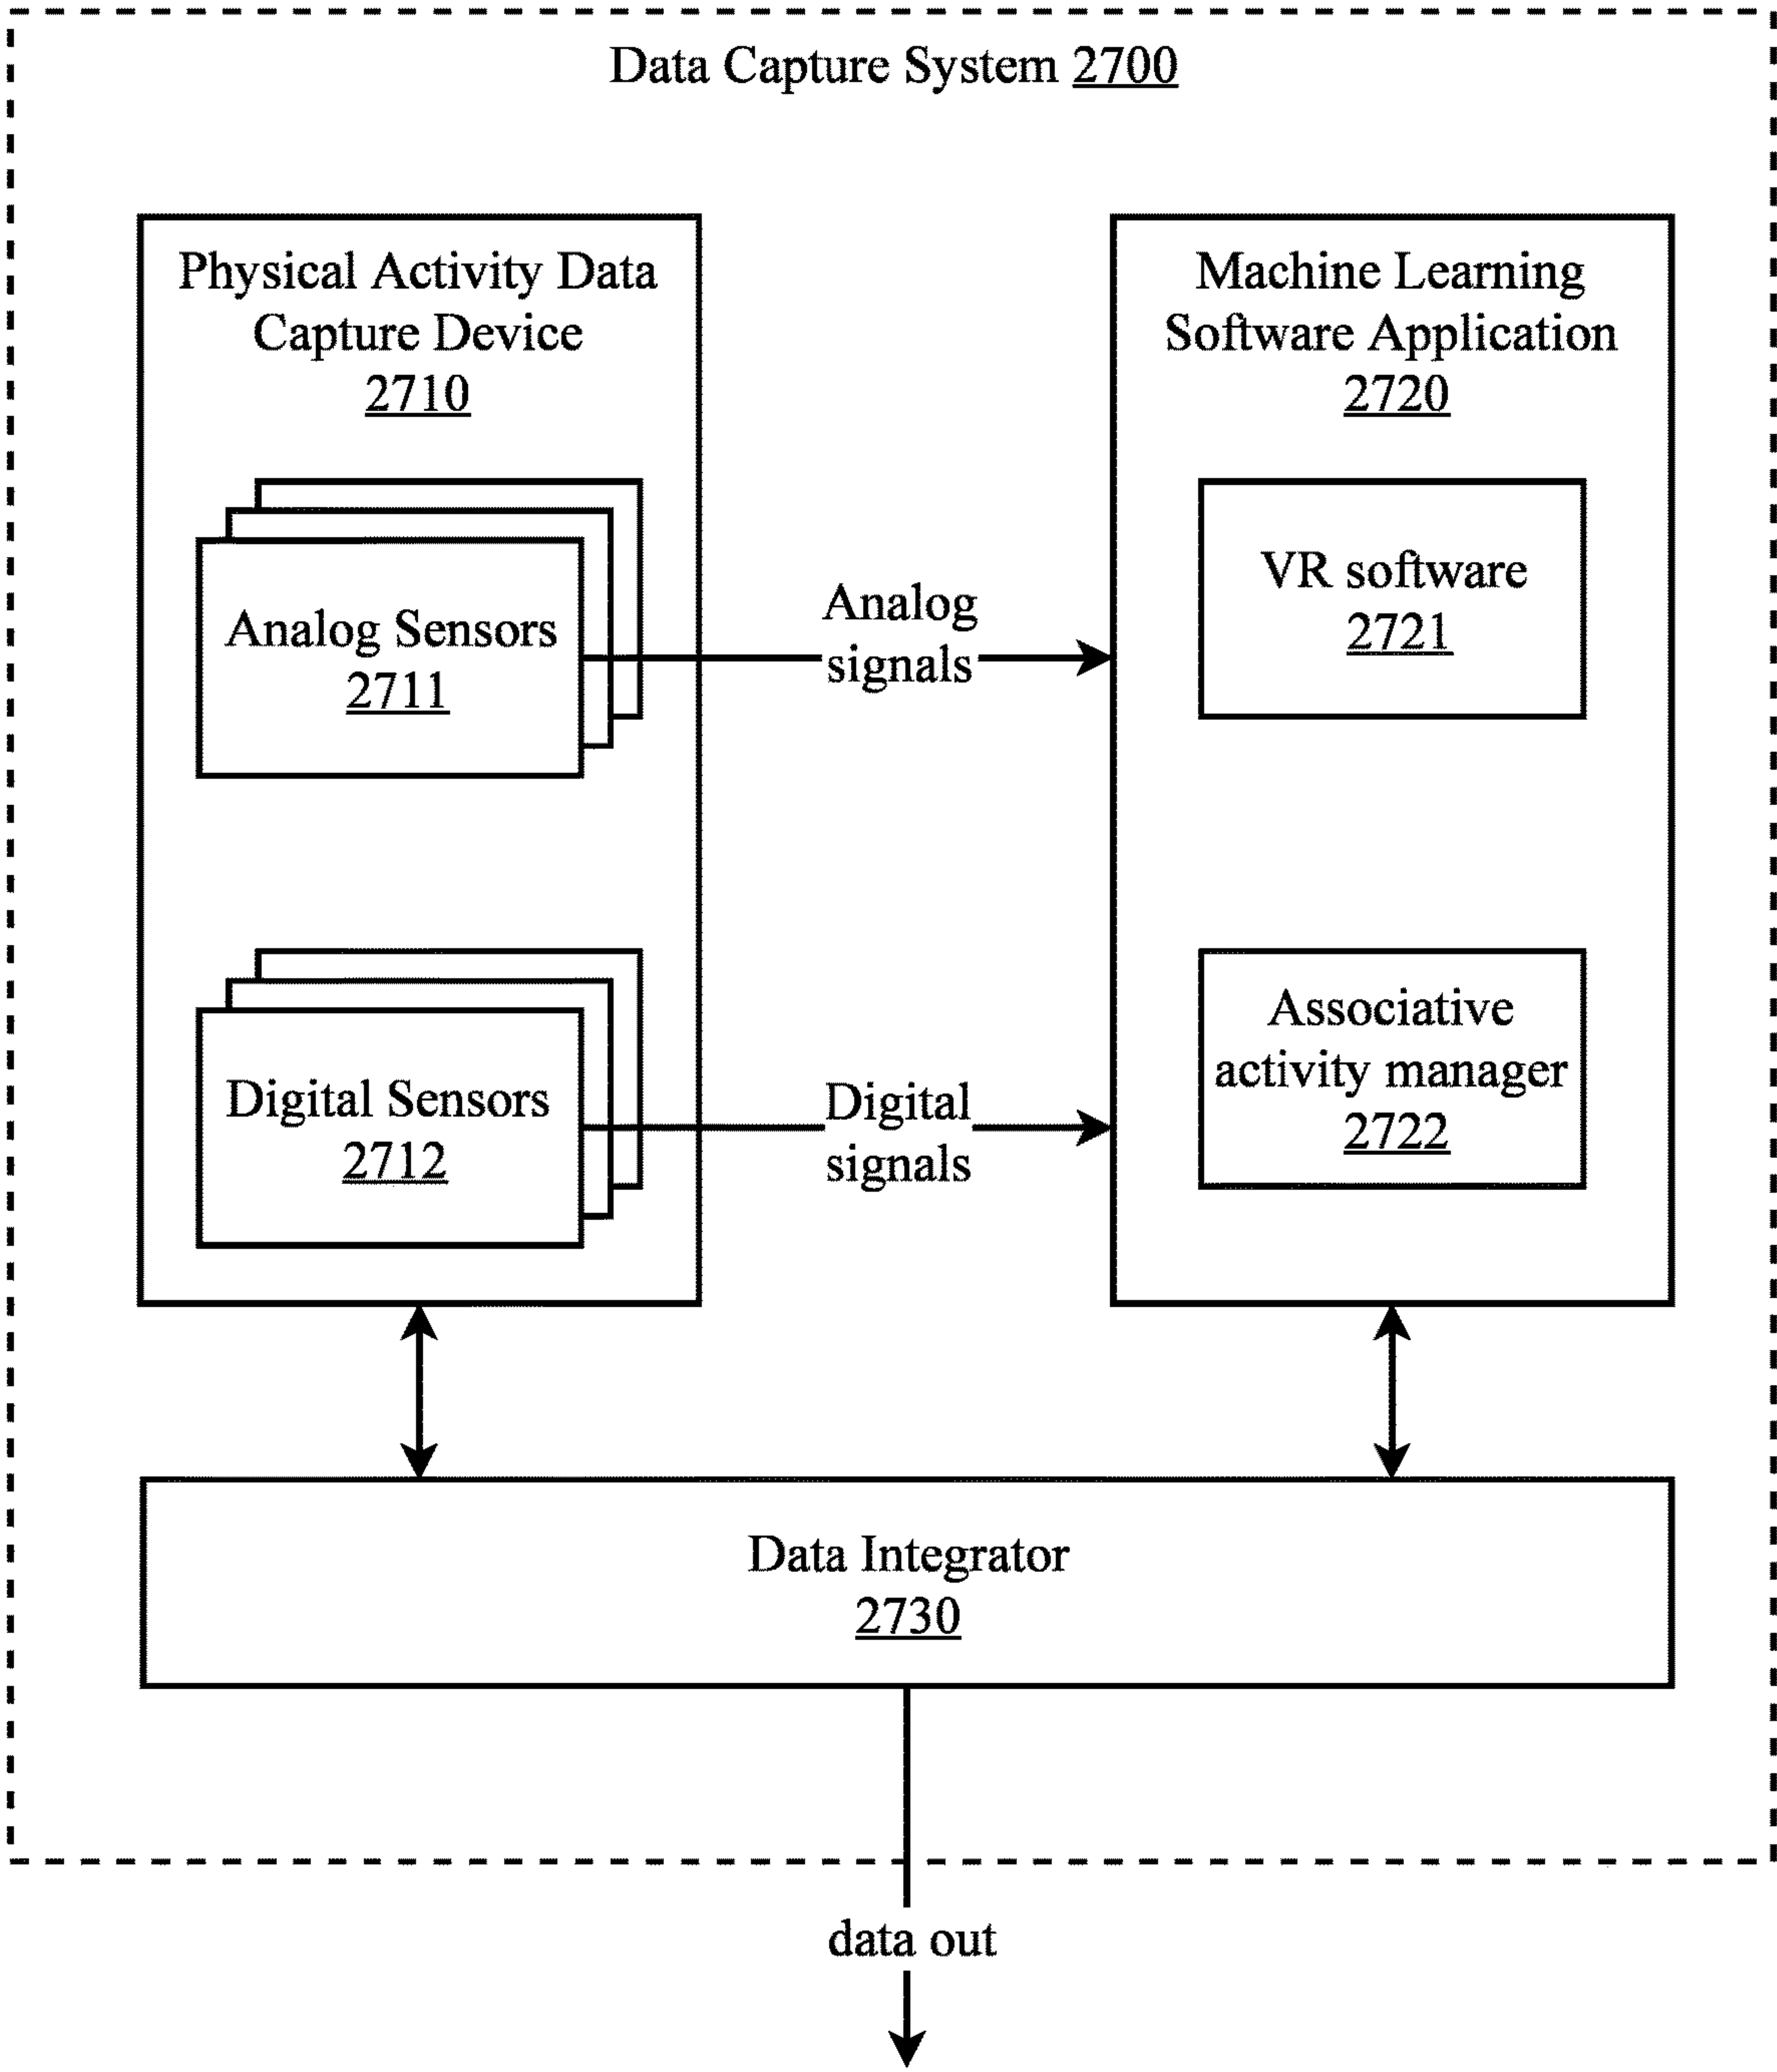 Data Capture System 2700
Physical Activity Data
Capture Device
2710
Analog Sensors
2711
Digital Sensors
2712
Analog
signals
Digital
signals
Machine Learning
Software Application
2720
VR software
2721
Associative
activity manager
2722
Data Integrator
2730
data out